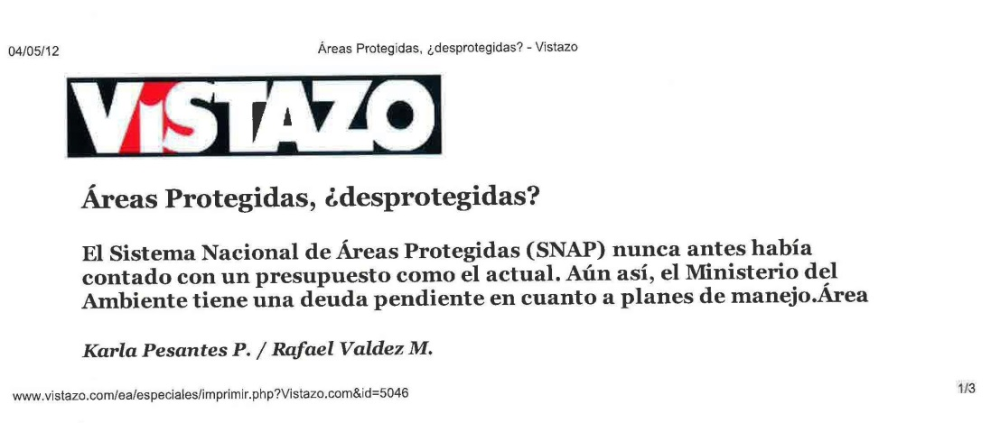 04/05/12 Áreas Protegidas, ¿desprotegidas? - Vistazo
ViSTAZO
Áreas Protegidas, ¿desprotegidas?
El Sistema Nacional de Áreas Protegidas (SNAP) nunca antes había
contado con un presupuesto como el actual. Aún así, el Ministerio del
Ambiente tiene una deuda pendiente en cuanto a planes de manejo.Área
Karla Pesantes P. / Rafael Valdez M.
www.vistazo.com/ea/especiales/imprimir.php?Vistazo.com&id=5046 1/3